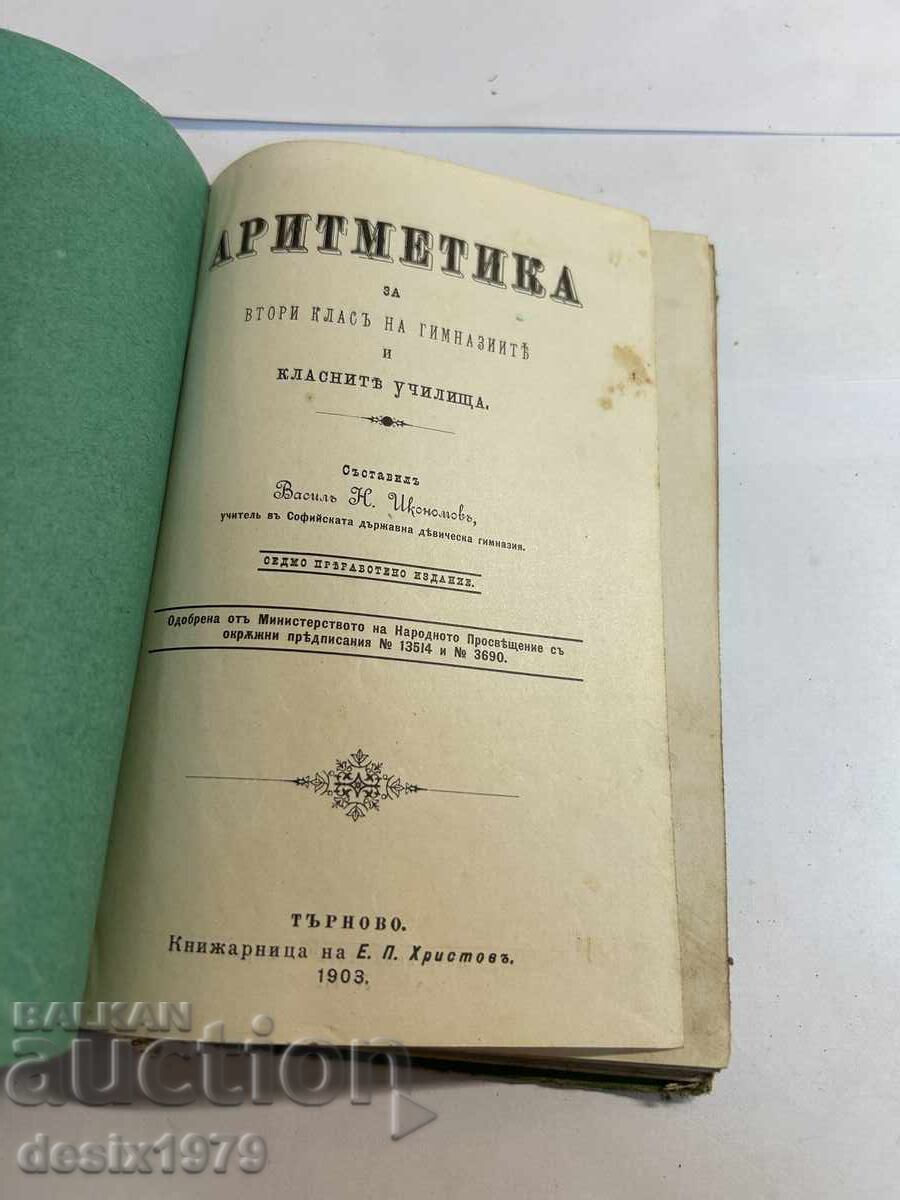 АРИТМЕТИКА
ЗА
ВТОРИ КЛАСЪ НА ГИМНАЗИИТѢ
И
КЛАСНИТѢ УЧИЛИЩА.
Съставилъ
Василъ Н. Икономовъ,
учитель въ Софийската държавна дѣвическа гимназия.
СЕДМО ПРѢРАБОТЕНО ИЗДАНИЕ.
Одобрена отъ Министерството на Народното Просвѣщение съ
окрѫжни прѣдписания № 13514 и № 3690.
ТЪРНОВО.
Книжарница на Е. П. Христовъ.
1903.
BALKAN
auction
desix1979